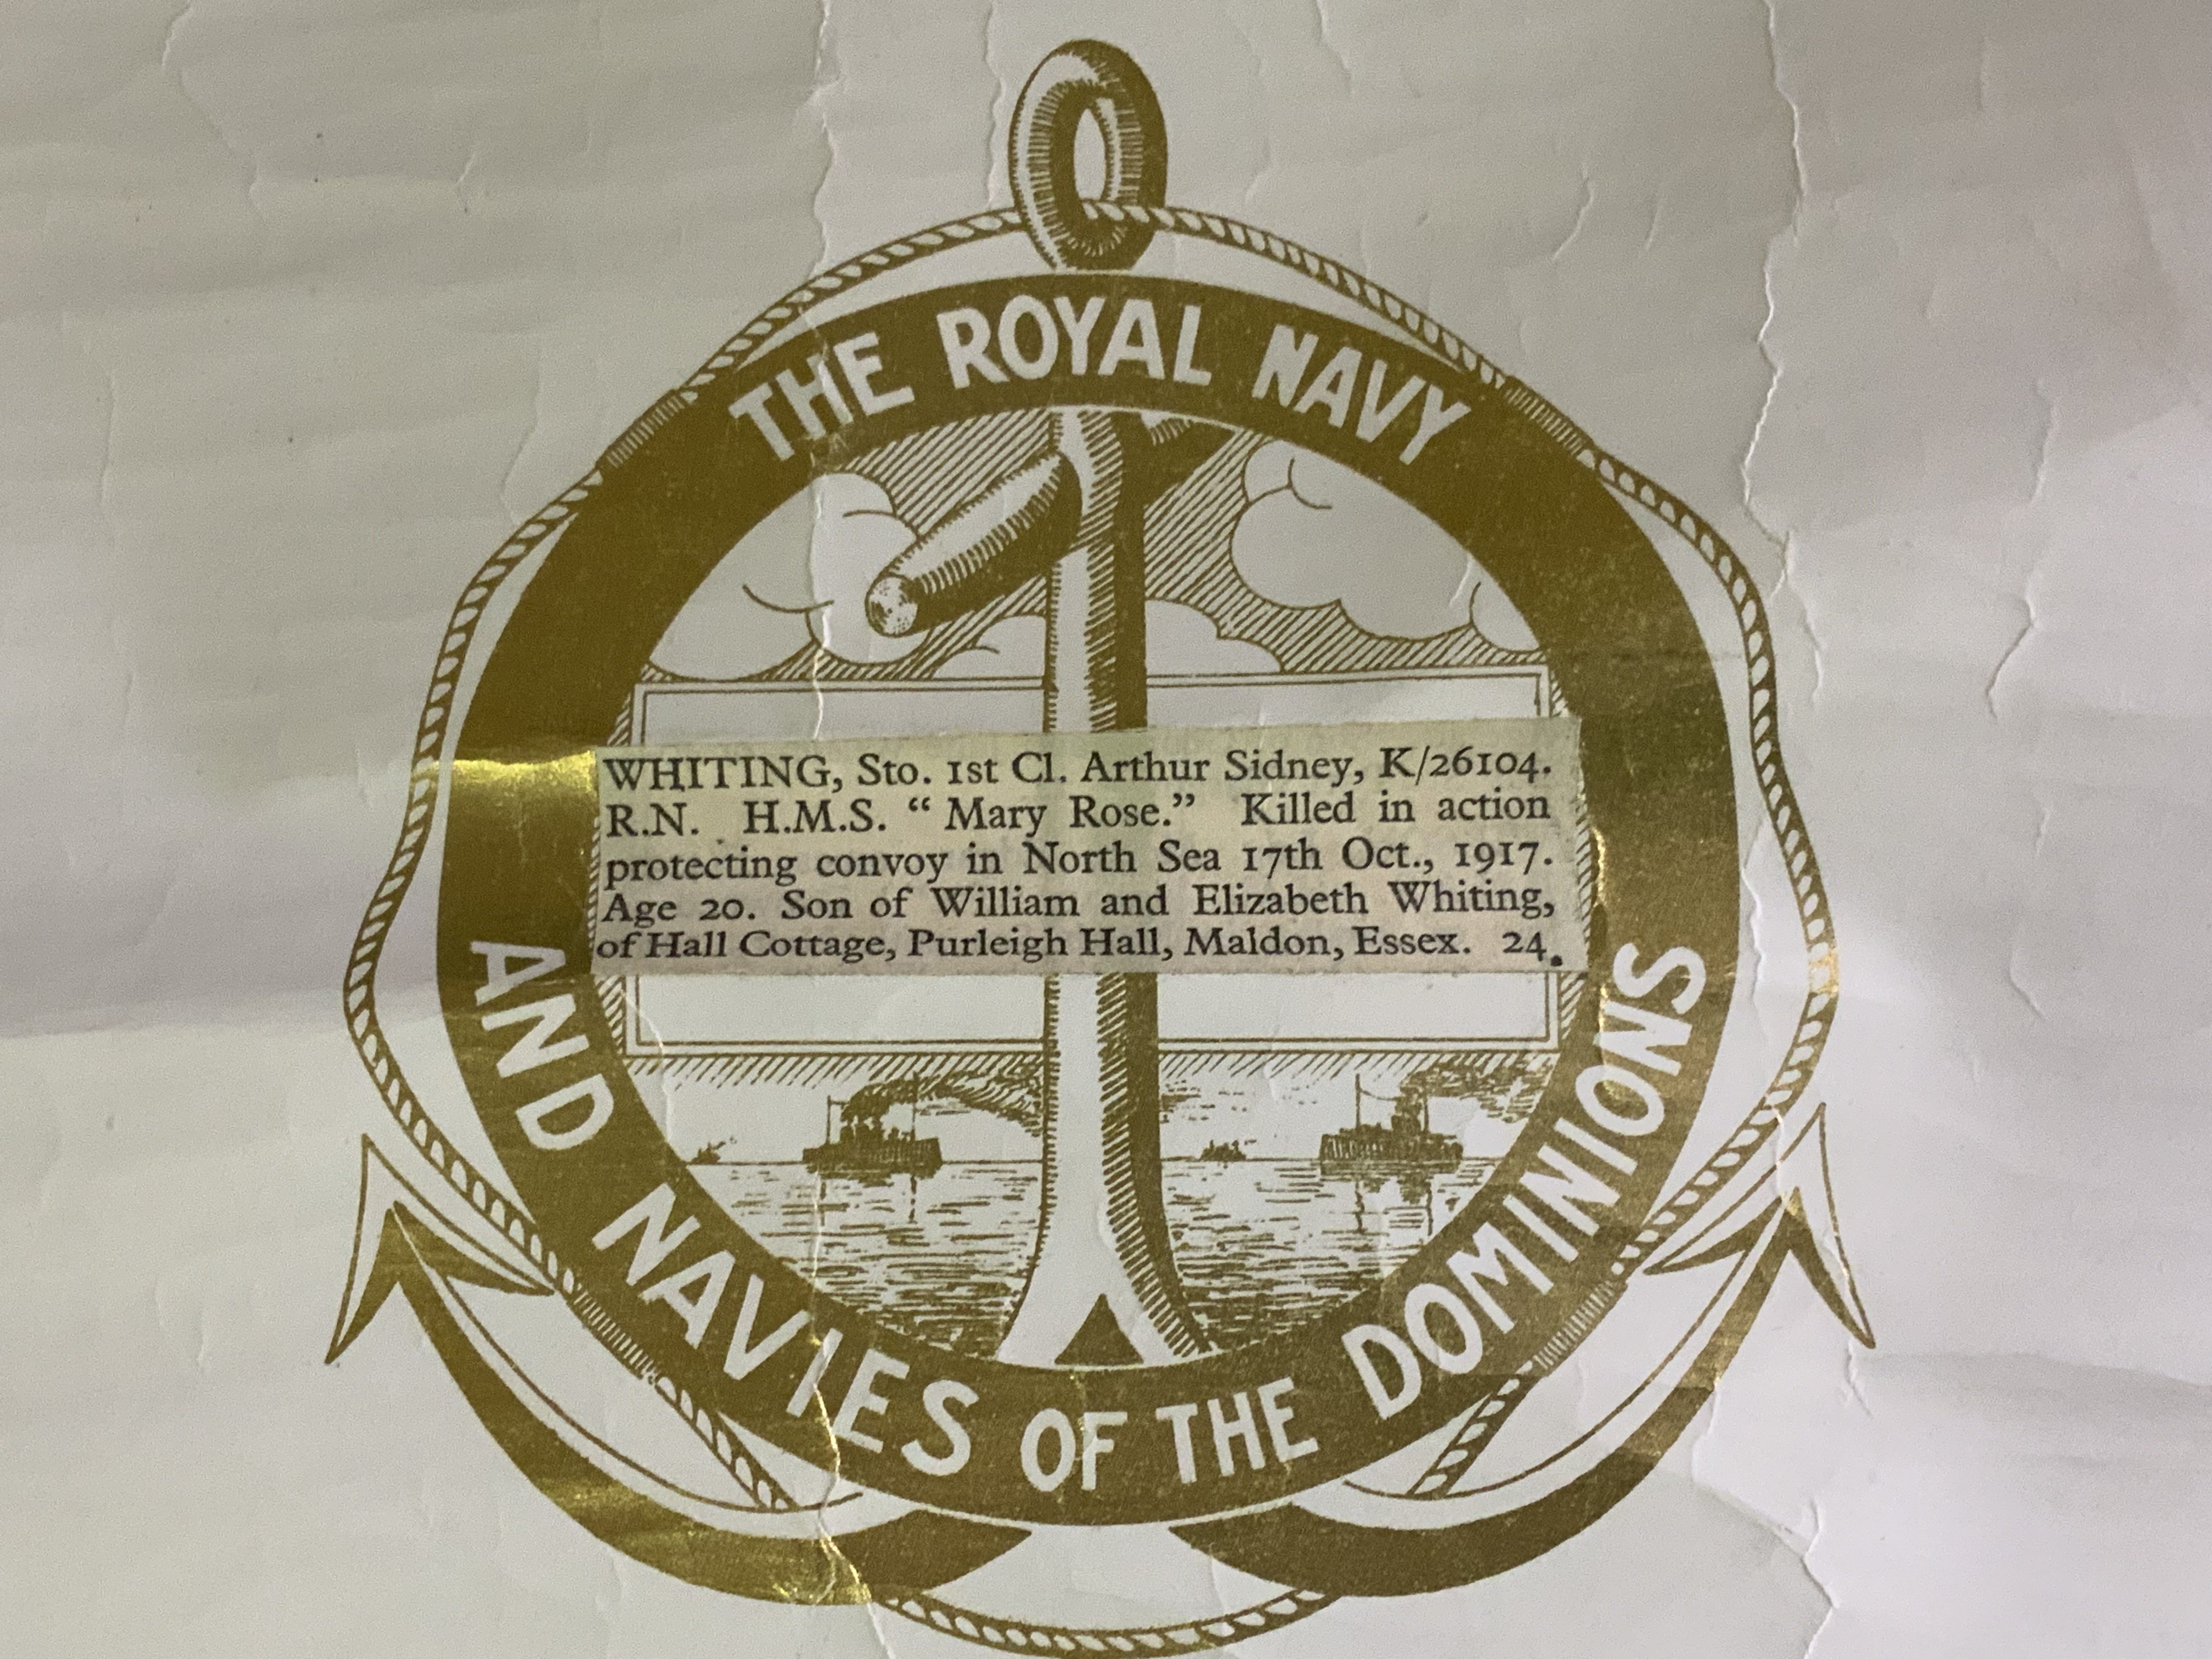 THE ROYAL NAVY
WHITING, Sto. 1st Cl. Arthur Sidney, K/26104.
R.N. H.M.S. “ Mary Rose.” Killed in action
protecting convoy in North Sea 17th Oct., 1917.
Age 20. Son of William and Elizabeth Whiting,
of Hall Cottage, Purleigh Hall, Maldon, Essex. 24.
AND NAVIES OF THE DOMINIONS